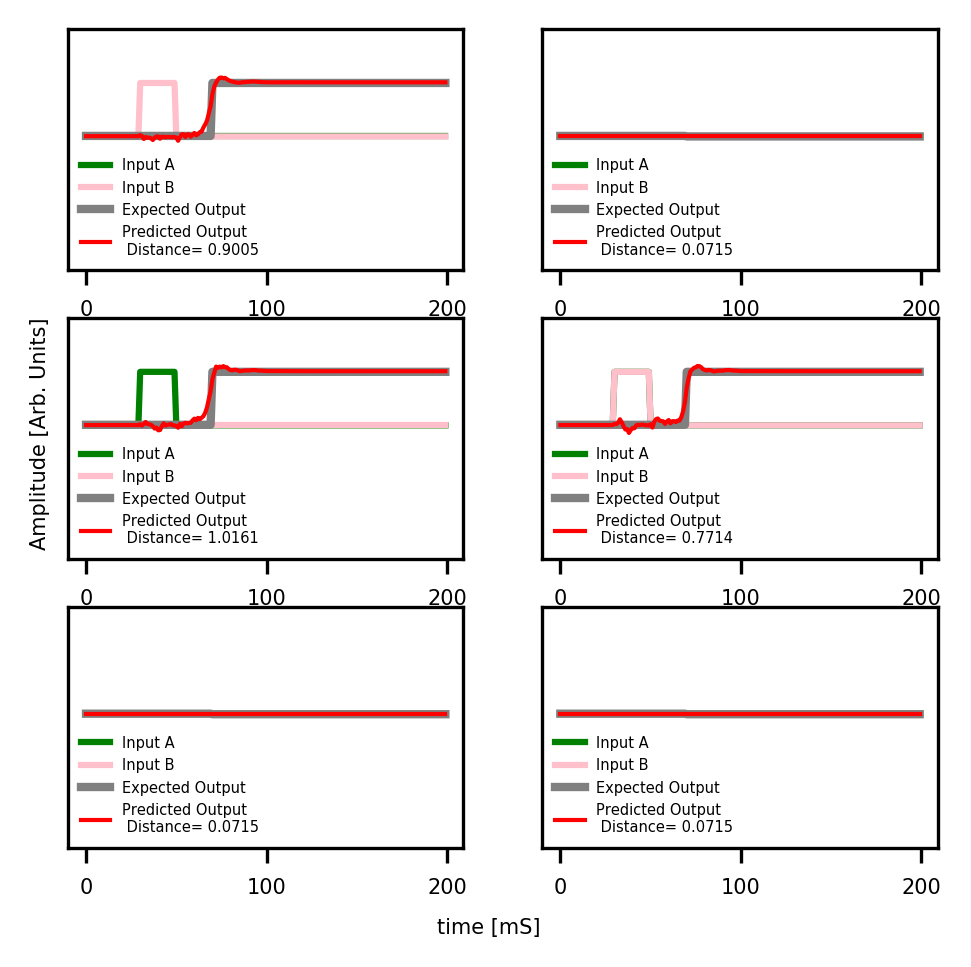 Input A
Input B
Expected Output
Predicted Output
Distance= 0.9005
0 100 200
Input A
Input B
Expected Output
Predicted Output
Distance= 0.0715
0 100 200
Amplitude [Arb. Units]
Input A
Input B
Expected Output
Predicted Output
Distance= 1.0161
0 100 200
Input A
Input B
Expected Output
Predicted Output
Distance= 0.7714
0 100 200
Input A
Input B
Expected Output
Predicted Output
Distance= 0.0715
0 100 200
Input A
Input B
Expected Output
Predicted Output
Distance= 0.0715
0 100 200
time [mS]